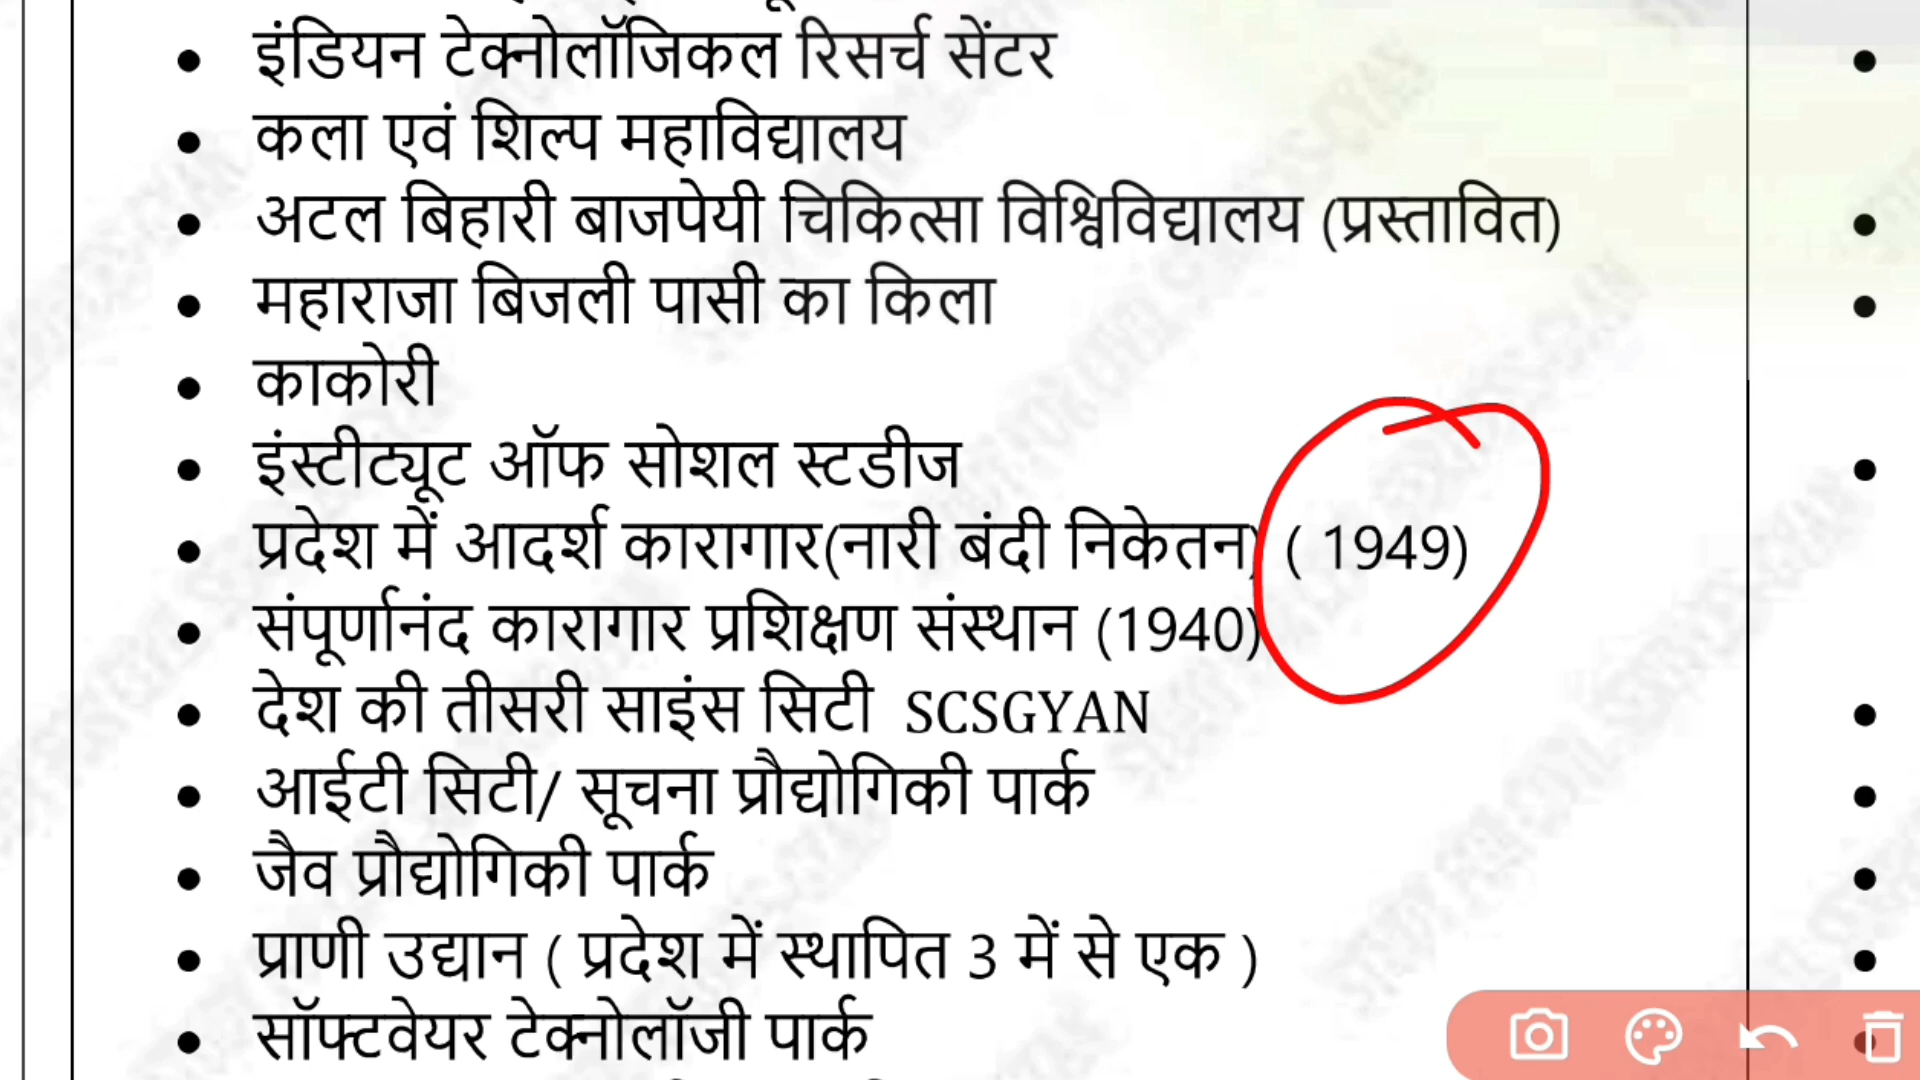 इंडियन टेक्नोलॉजिकल रिसर्च सेंटर
कला एवं शिल्प महाविद्यालय
अटल बिहारी बाजपेयी चिकित्सा विश्विविद्यालय (प्रस्तावित)
महाराजा बिजली पासी का किला
काकोरी
इंस्टीट्यूट ऑफ सोशल स्टडीज
प्रदेश में आदर्श कारागार(नारी बंदी निकेतन) ( 1949)
संपूर्णानंद कारागार प्रशिक्षण संस्थान (1940)
देश की तीसरी साइंस सिटी SCSGYAN
आईटी सिटी/ सूचना प्रौद्योगिकी पार्क
जैव प्रौद्योगिकी पार्क
प्राणी उद्यान ( प्रदेश में स्थापित 3 में से एक )
सॉफ्टवेयर टेक्नोलॉजी पार्क